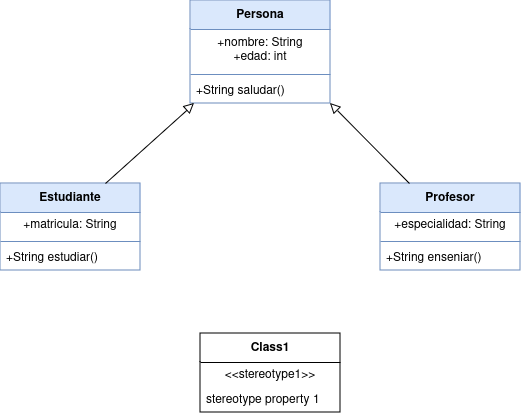 Persona
+nombre: String
+edad: int
+String saludar()
Estudiante
+matricula: String
+String estudiar()
Profesor
+especialidad: String
+String enseniar()
Class1
<<stereotype1>>
stereotype property 1